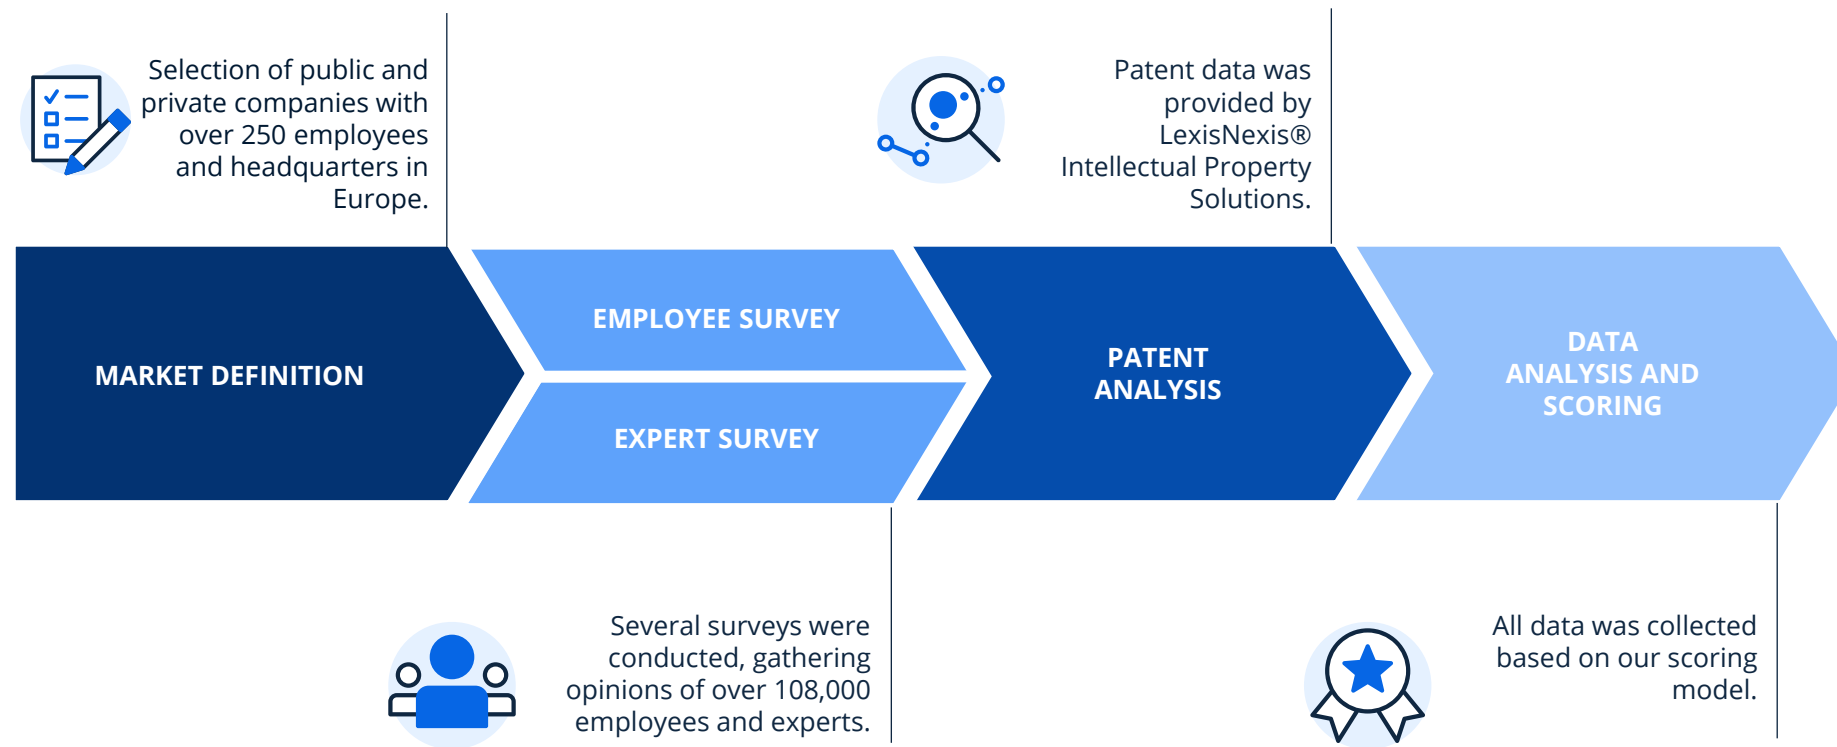 Selection of public and
private companies with
over 250 employees
and headquarters in
Europe.
Patent data was
provided by
LexisNexis®
Intellectual Property
Solutions.
MARKET DEFINITION
EMPLOYEE SURVEY
EXPERT SURVEY
PATENT
ANALYSIS
DATA
ANALYSIS AND
SCORING
Several surveys were
conducted, gathering
opinions of over 108,000
employees and experts.
All data was collected
based on our scoring
model.